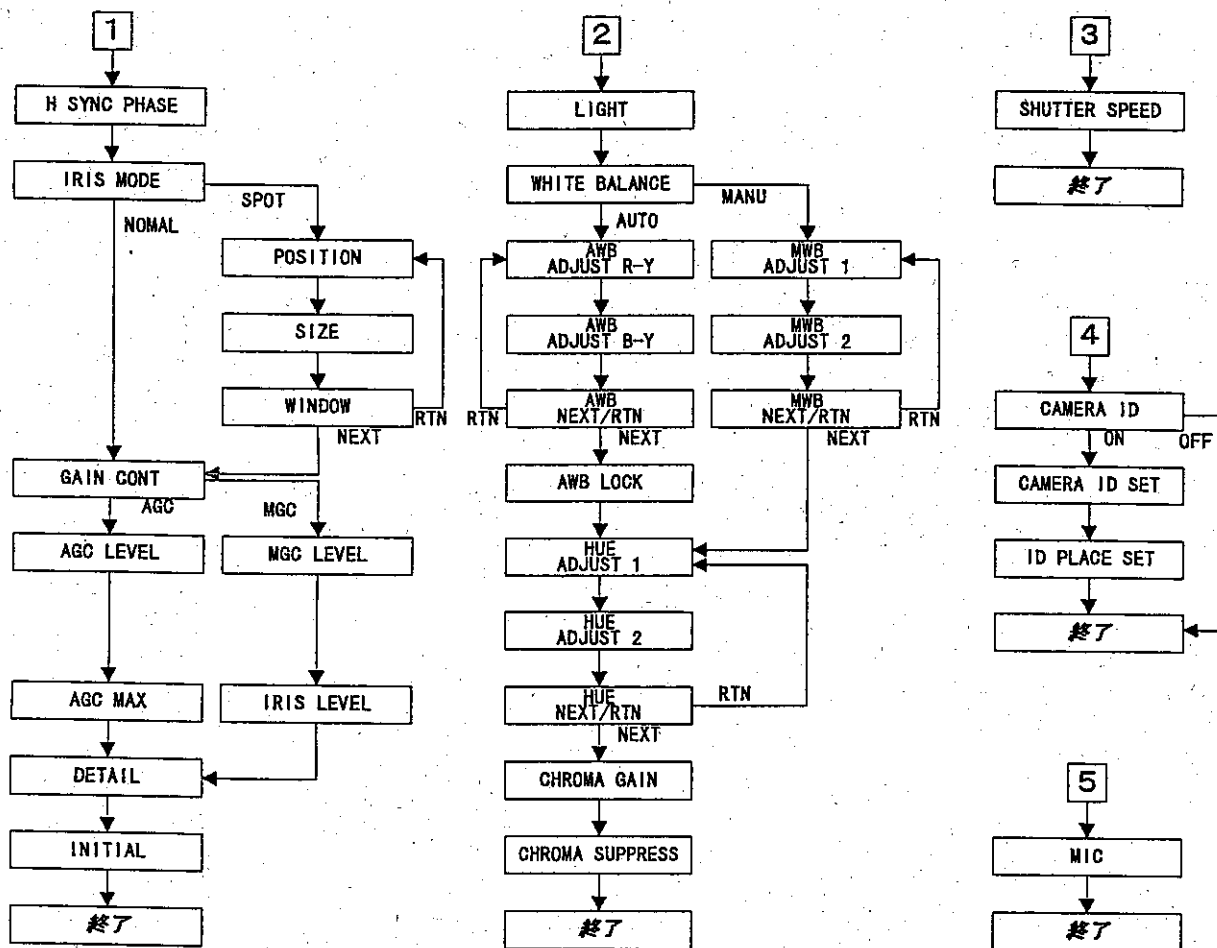 1
H SYNC PHASE
IRIS MODE
SPOT
NOMAL
POSITION
SIZE
WINDOW
RTN
NEXT
GAIN CONT
AGC
MGC
AGC LEVEL
MGC LEVEL
AGC MAX
IRIS LEVEL
DETAIL
INITIAL
終了
2
LIGHT
WHITE BALANCE
MANU
AUTO
AWB
ADJUST R-Y
MWB
ADJUST 1
AWB
ADJUST B-Y
MWB
ADJUST 2
RTN
AWB
NEXT/RTN
MWB
NEXT/RTN
RTN
NEXT
NEXT
AWB LOCK
HUE
ADJUST 1
HUE
ADJUST 2
HUE
NEXT/RTN
RTN
NEXT
CHROMA GAIN
CHROMA SUPPRESS
終了
3
SHUTTER SPEED
終了
4
CAMERA ID
ON
OFF
CAMERA ID SET
ID PLACE SET
終了
5
MIC
終了